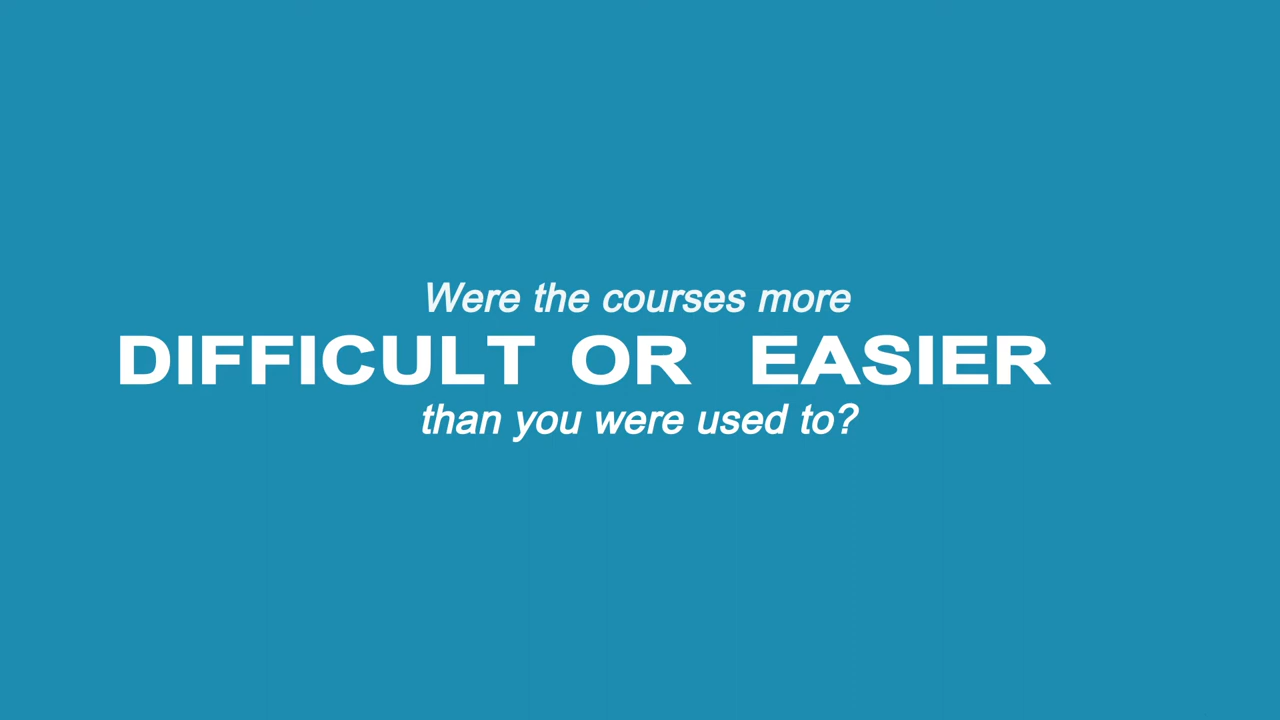 Were the courses more
DIFFICULT OR EASIER
than you were used to?